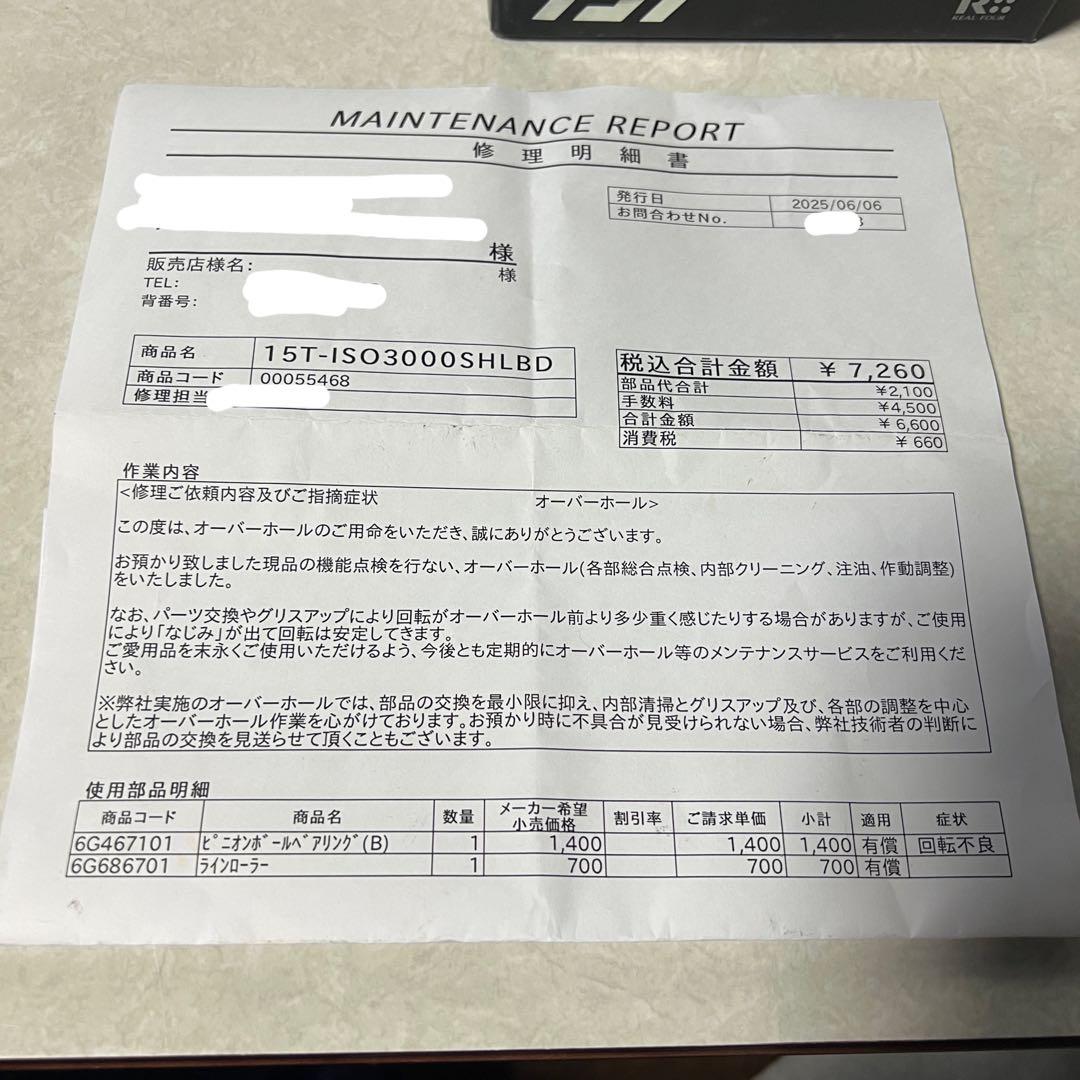 R
REAL FOUR
MAINTENANCE REPORT
修理明細書
発行日 2025/06/06
お問合わせNo.
様
販売店様名: 様
TEL:
背番号:
商品名 15T-ISO3000SHLBD
商品コード 00055468
修理担当
税込合計金額 ¥ 7,260
部品代合計 ¥2,100
手数料 ¥4,500
合計金額 ¥ 6,600
消費税 ¥ 660
作業内容
<修理ご依頼内容及びご指摘症状 オーバーホール>
この度は、オーバーホールのご用命をいただき、誠にありがとうございます。
お預かり致しました現品の機能点検を行ない、オーバーホール(各部総合点検、内部クリーニング、注油、作動調整)
をいたしました。
なお、パーツ交換やグリスアップにより回転がオーバーホール前より多少重く感じたりする場合がありますが、ご使用
により「なじみ」が出て回転は安定してきます。
ご愛用品を末永くご使用いただけるよう、今後とも定期的にオーバーホール等のメンテナンスサービスをご利用くだ
さい。
※弊社実施のオーバーホールでは、部品の交換を最小限に抑え、内部清掃とグリスアップ及び、各部の調整を中心
としたオーバーホール作業を心がけております。お預かり時に不具合が見受けられない場合、弊社技術者の判断に
より部品の交換を見送らせて頂くこともございます。
使用部品明細
商品コード 商品名 数量 メーカー希望小売価格 割引率 ご請求単価 小計 適用 症状
6G467101 ﾋﾟﾆｵﾝﾎﾞｰﾙﾍﾞｱﾘﾝｸﾞ(B) 1 1,400 1,400 1,400 有償 回転不良
6G686701 ﾗｲﾝﾛｰﾗｰ 1 700 700 700 有償